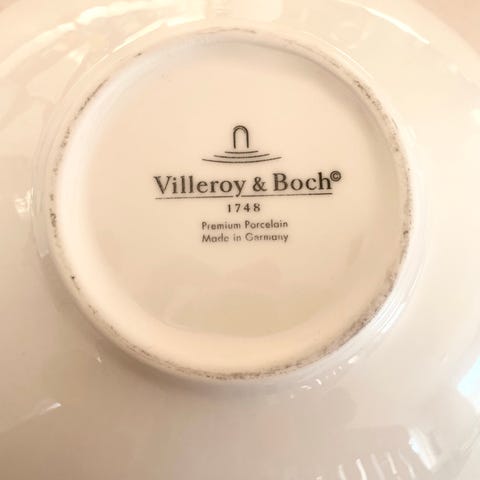 Villeroy & Boch©
1748
Premium Porcelain
Made in Germany